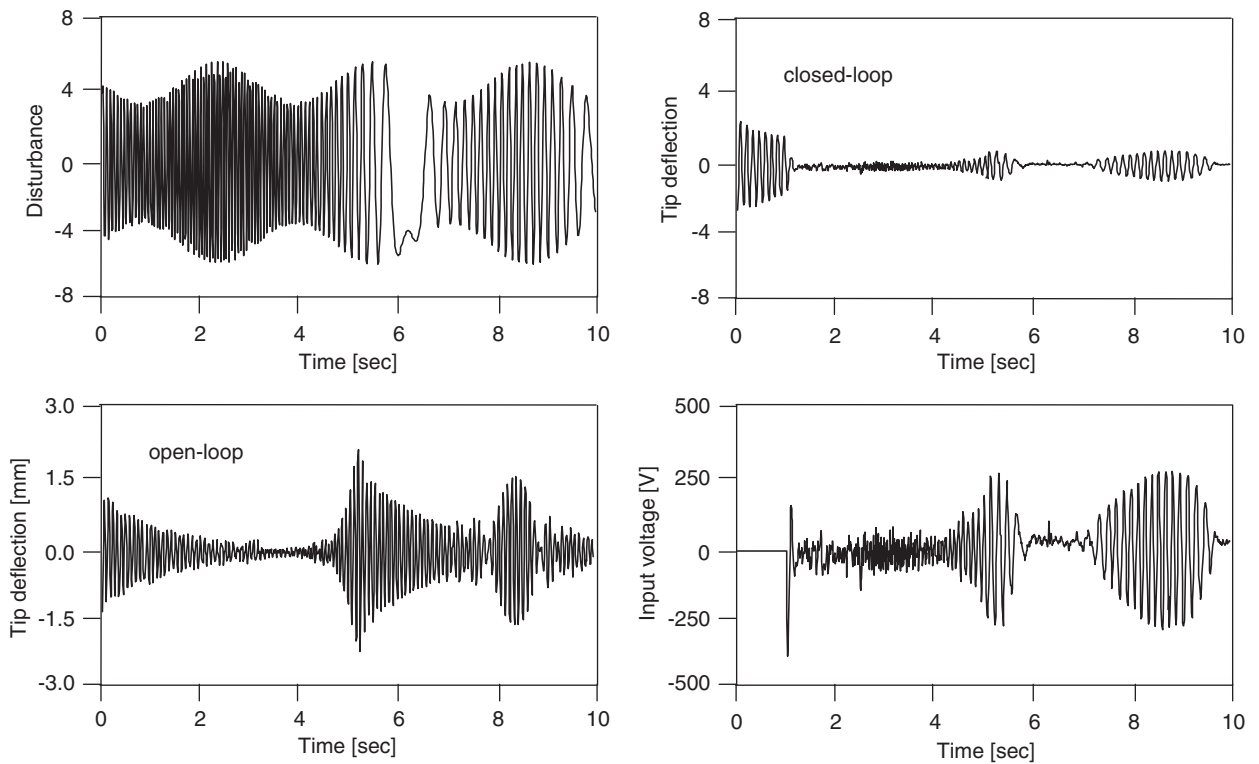 8
4
0
-4
-8
Disturbance
0 2 4 6 8 10
Time [sec]
closed-loop
8
4
0
-4
-8
Tip deflection
0 2 4 6 8 10
Time [sec]
open-loop
3.0
1.5
0.0
-1.5
-3.0
Tip deflection [mm]
0 2 4 6 8 10
Time [sec]
500
250
0
-250
-500
Input voltage [V]
0 2 4 6 8 10
Time [sec]